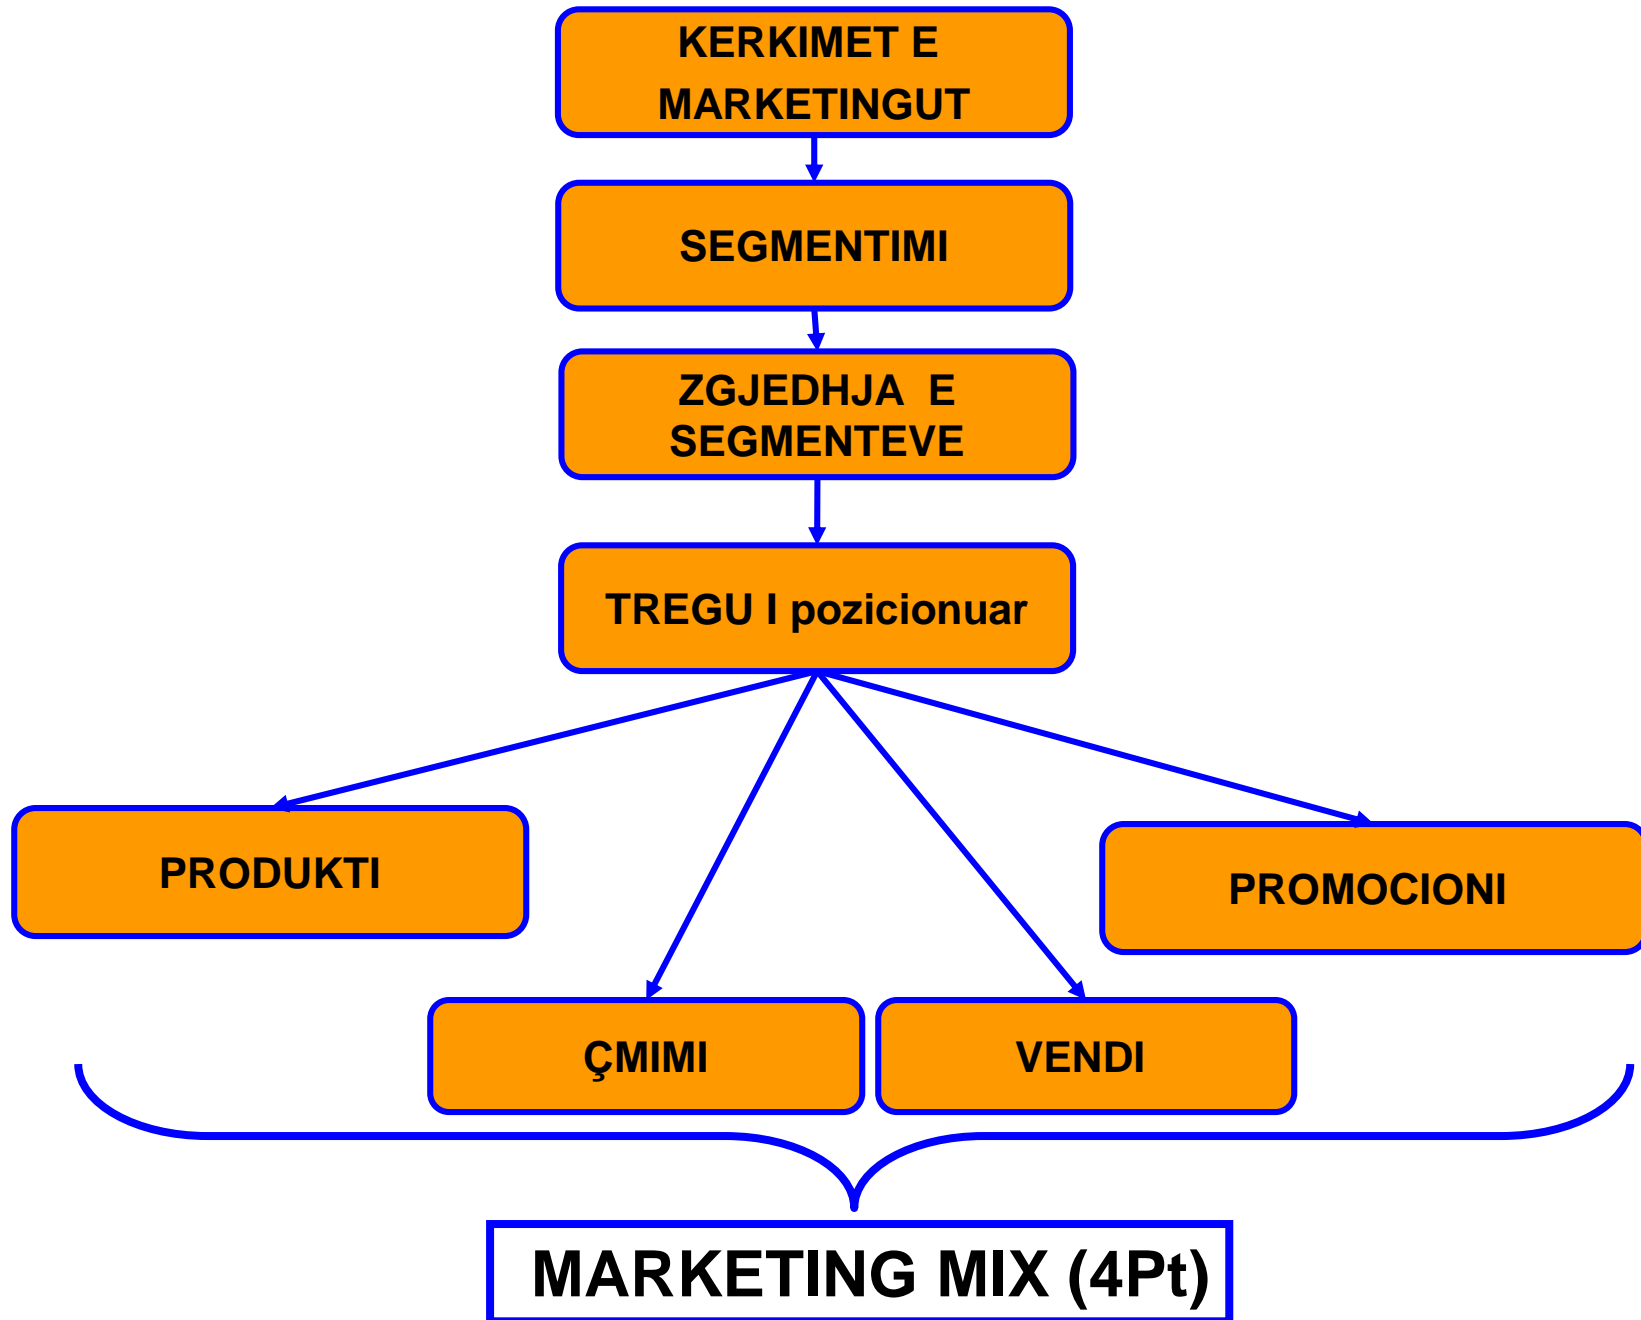 KERKIMET E
MARKETINGUT
SEGMENTIMI
ZGJEDHJA  E
SEGMENTEVE
TREGU I pozicionuar
PRODUKTI
PROMOCIONI
ÇMIMI
VENDI
MARKETING MIX (4Pt)